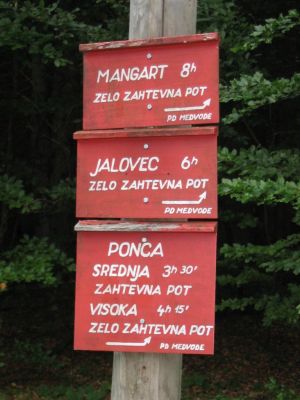 MANGART 8h
ZELO ZAHTEVNA POT
PD MEDVODE
JALOVEC 6h
ZELO ZAHTEVNA POT
PD MEDVODE
PONCA
SREDNJA 3h 30'
ZAHTEVNA POT
VISOKA 4h 15'
ZELO ZAHTEVNA POT
PD MEDVODE